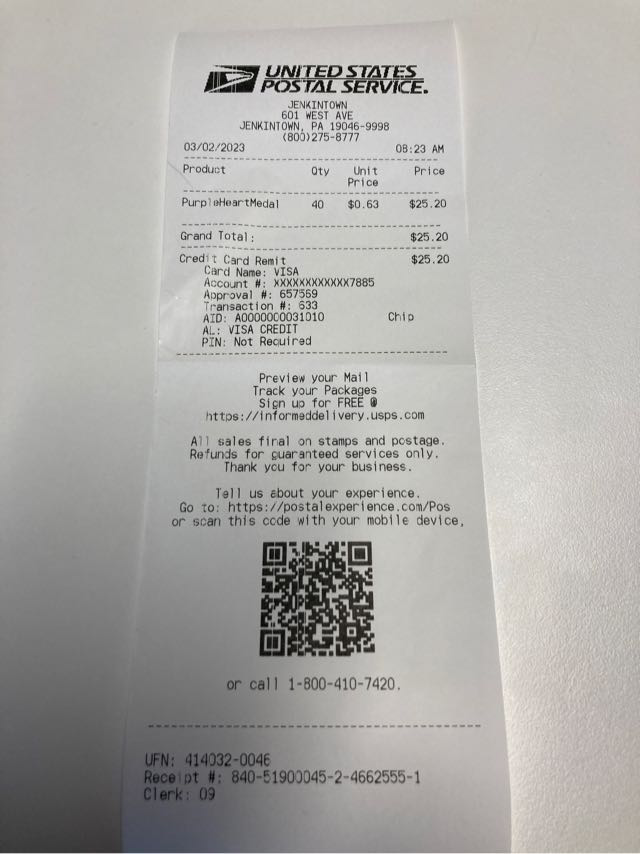 UNITED STATES
POSTAL SERVICE.
JENKINTOWN
601 WEST AVE
JENKINTOWN, PA 19046-9998
(800)275-8777
03/02/2023 08:23 AM
Product Qty Unit Price
Price
PurpleHeartMedal 40 $0.63 $25.20
Grand Total: $25.20
Credit Card Remit $25.20
Card Name: VISA
Account #: XXXXXXXXXXXX7885
Approval #: 657569
Transaction #: 633
AID: A0000000031010 Chip
AL: VISA CREDIT
PIN: Not Required
Preview your Mail
Track your Packages
Sign up for FREE @
https://informeddelivery.usps.com
All sales final on stamps and postage.
Refunds for guaranteed services only.
Thank you for your business.
Tell us about your experience.
Go to: https://postalexperience.com/Pos
or scan this code with your mobile device,
or call 1-800-410-7420.
UFN: 414032-0046
Receipt #: 840-51900045-2-4662555-1
Clerk: 09